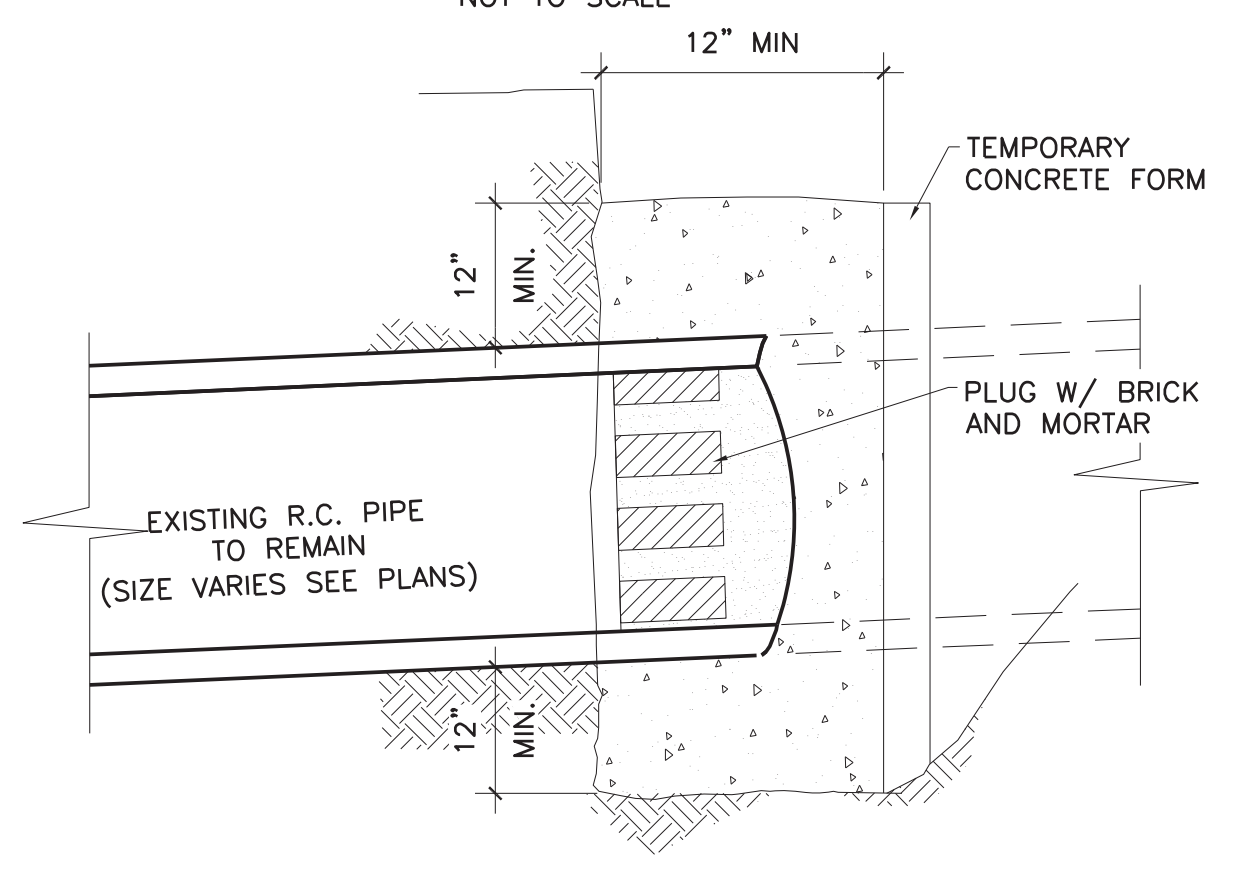 NOT TO SCALE
12" MIN
TEMPORARY
CONCRETE FORM
12"
MIN.
PLUG W/ BRICK
AND MORTAR
EXISTING R.C. PIPE
TO REMAIN
(SIZE VARIES SEE PLANS)
12"
MIN.